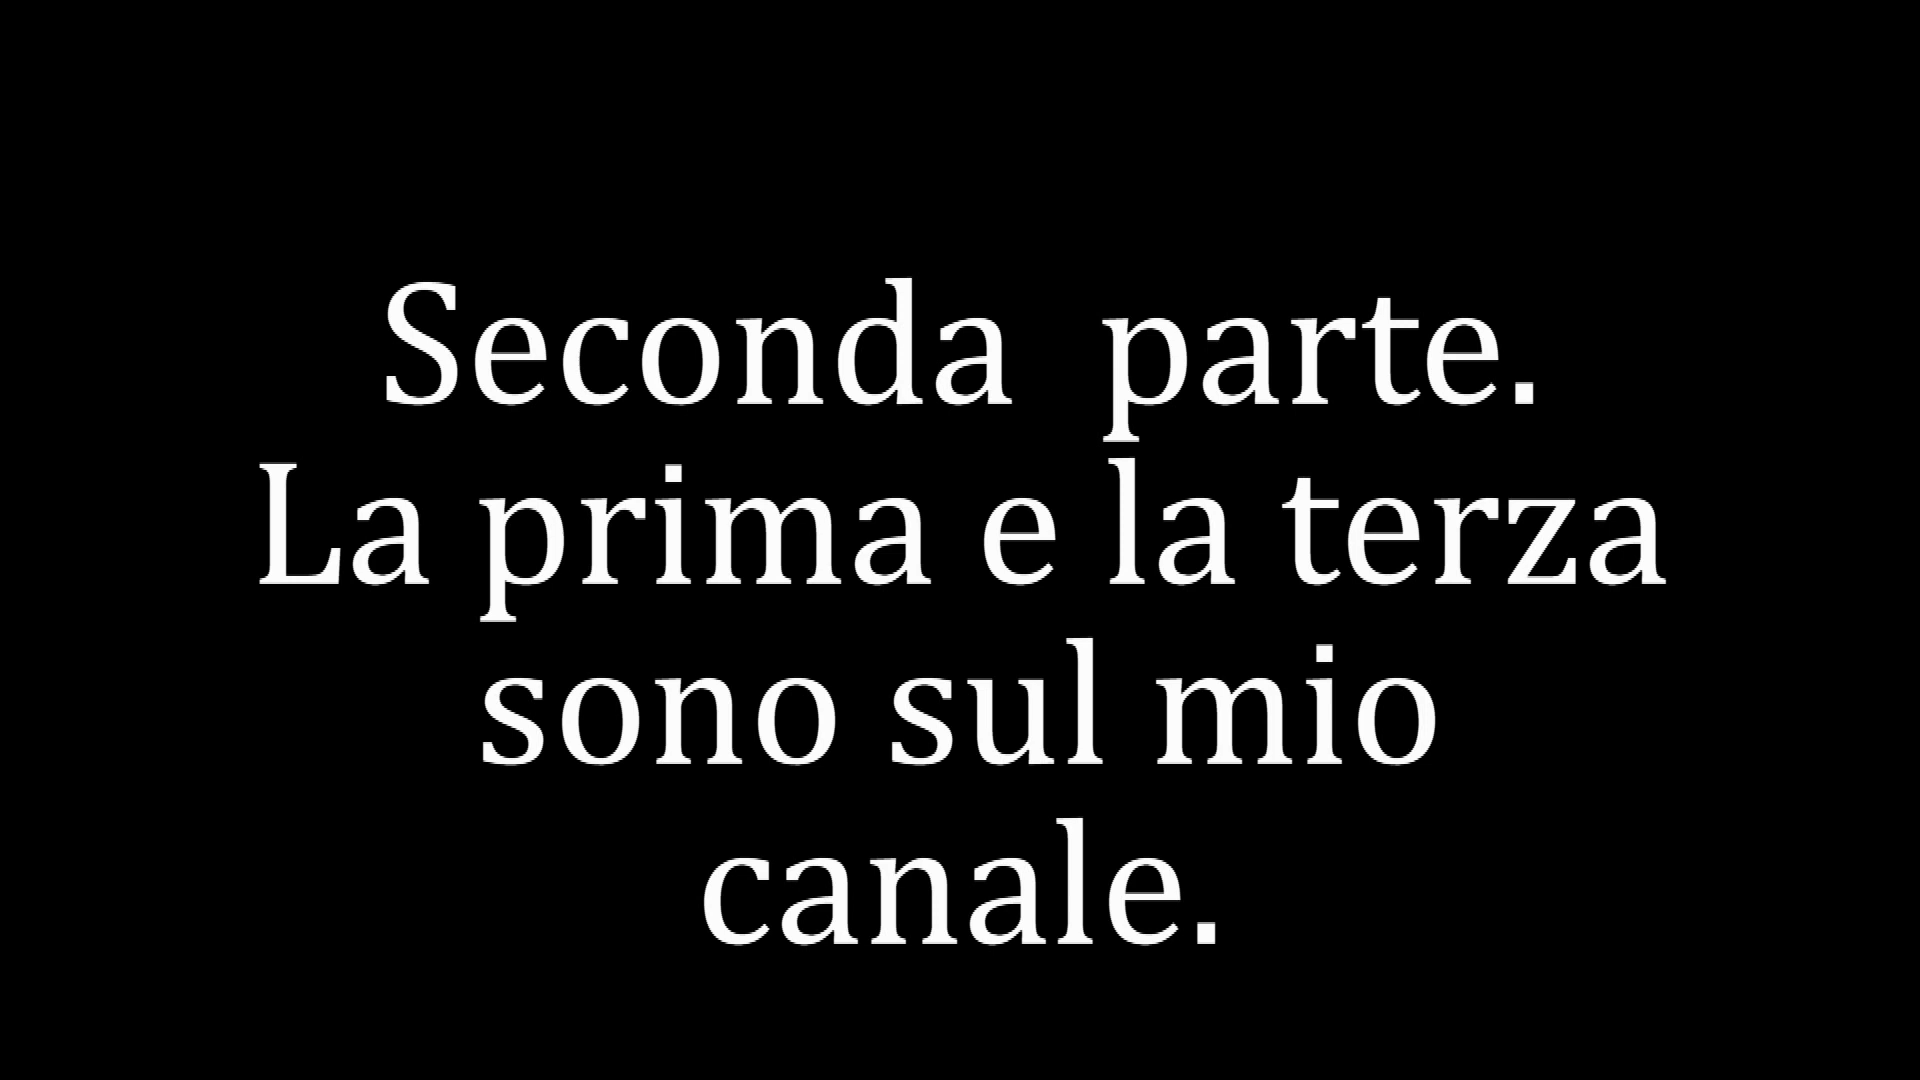 Seconda  parte.
La prima e la terza
sono sul mio
canale.